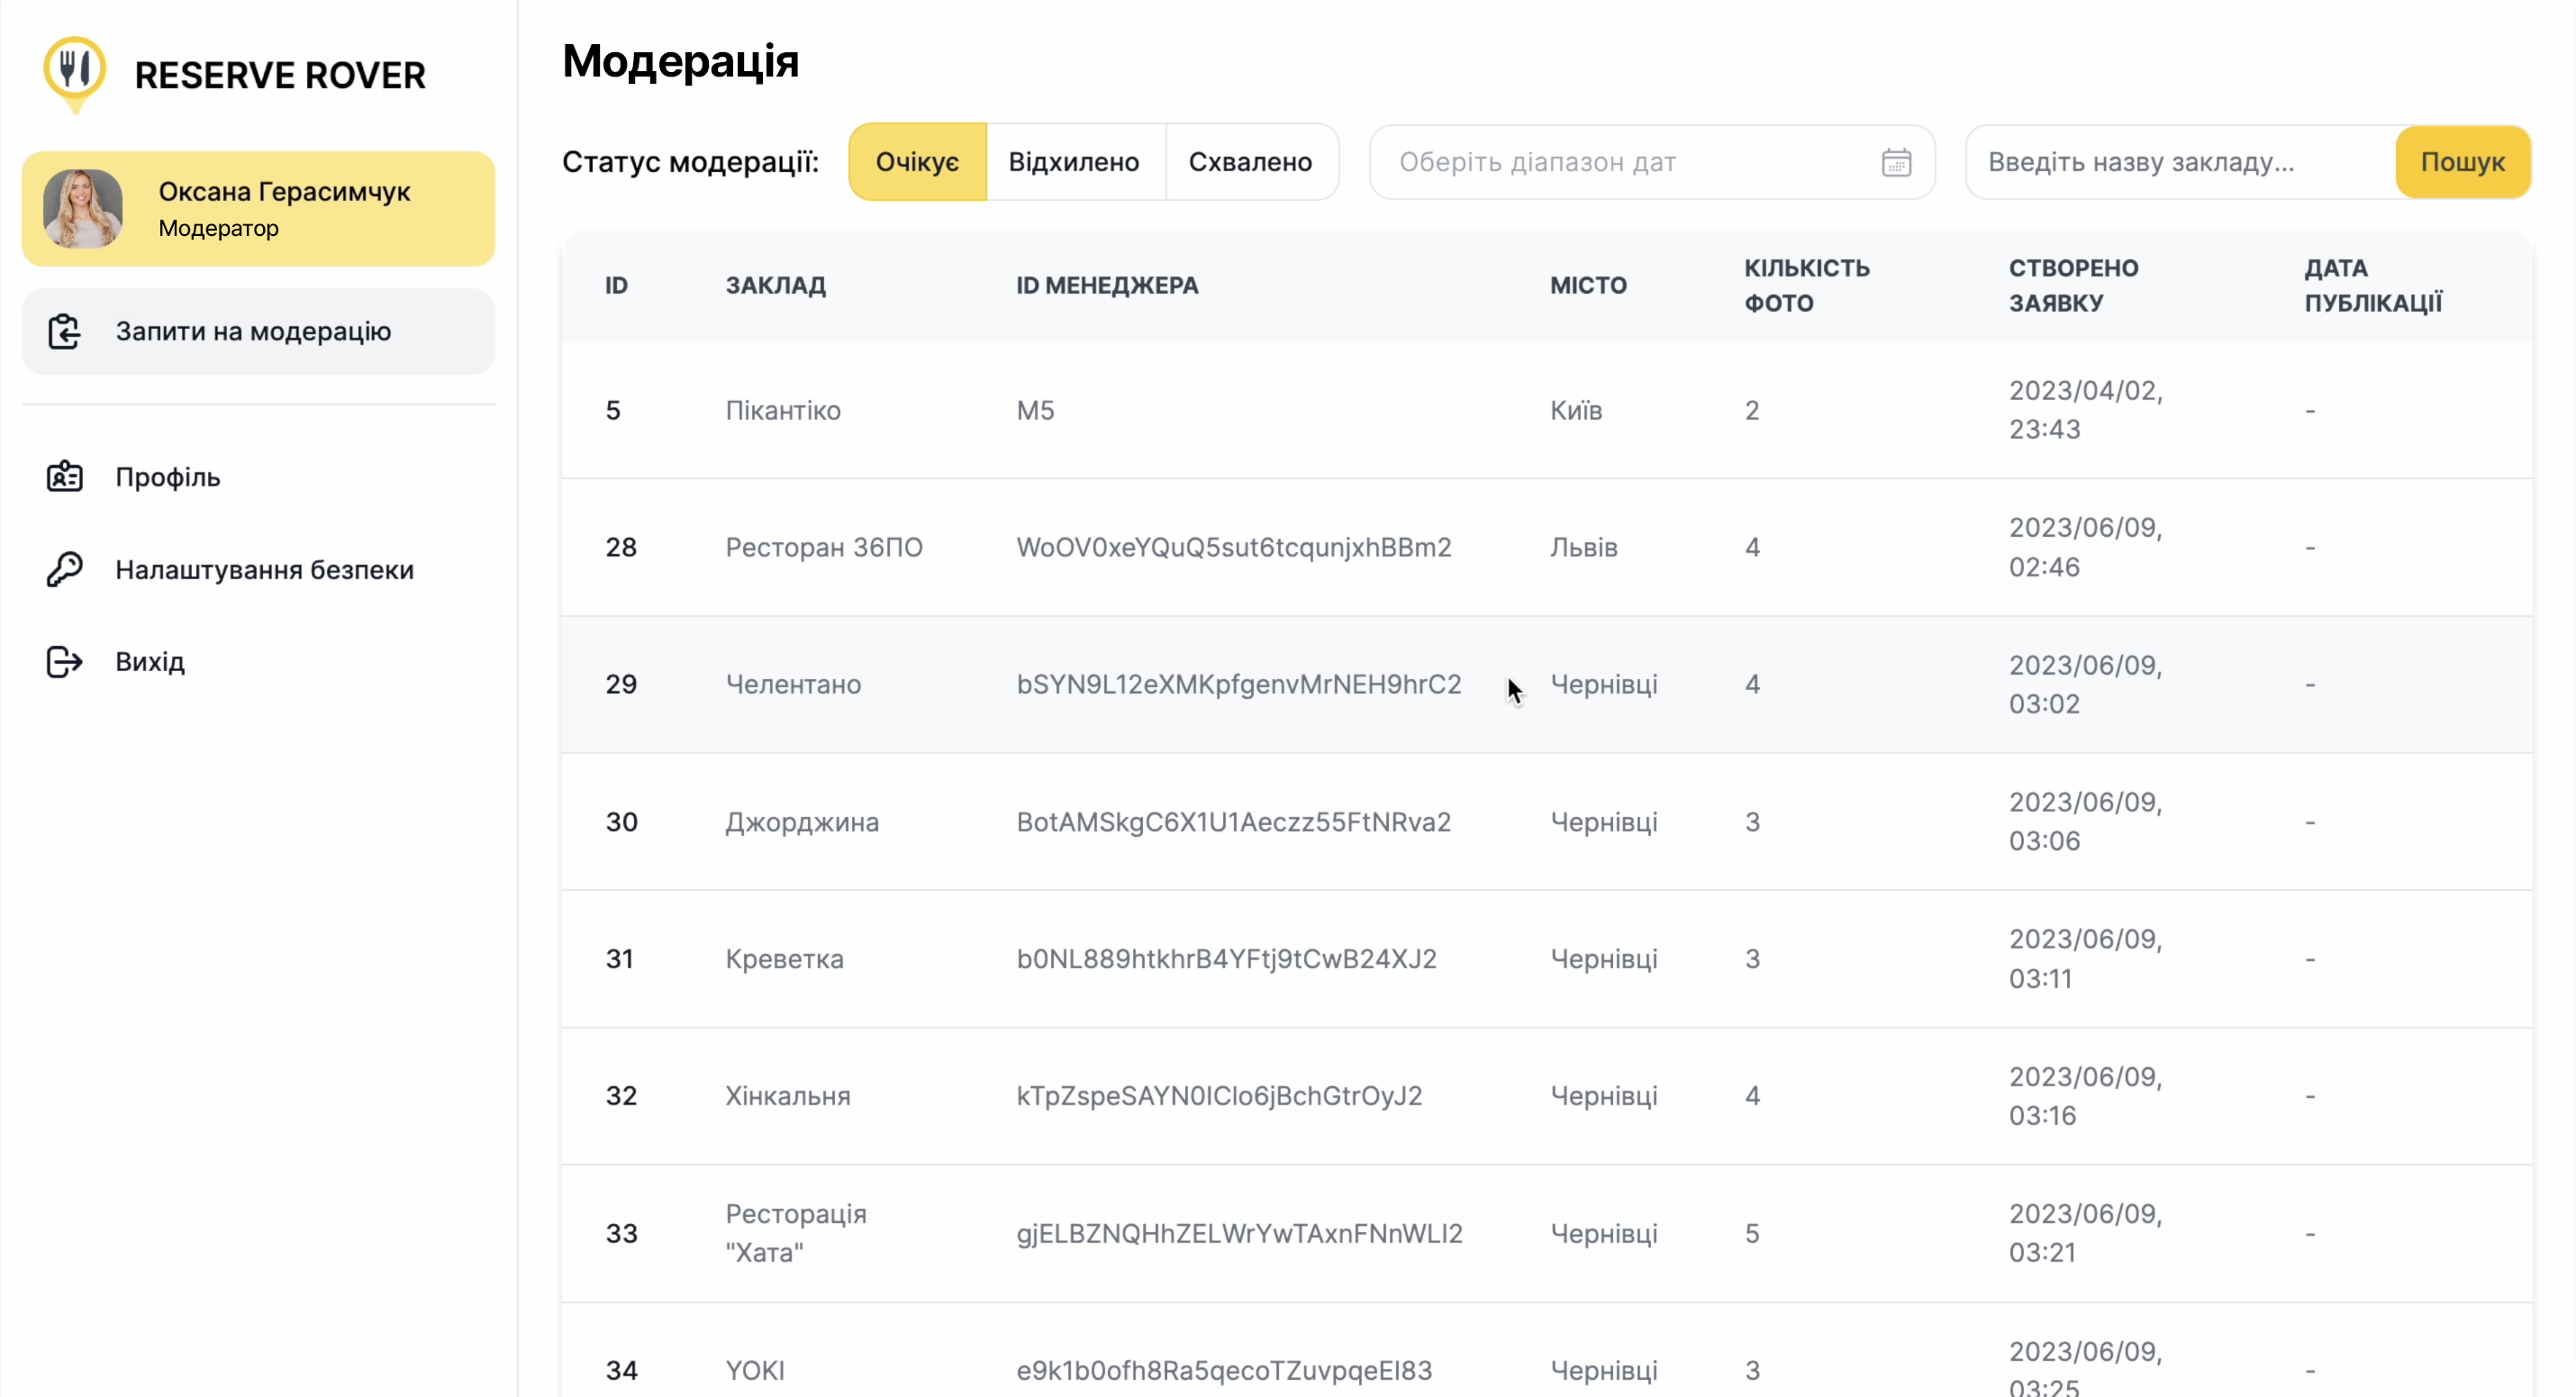 RESERVE ROVER
Оксана Герасимчук
Модератор
Запити на модерацію
Профіль
Налаштування безпеки
Вихід
Модерація
Статус модерації: Очікує Відхилено Схвалено Оберіть діапазон дат Введіть назву закладу... Пошук
ID ЗАКЛАД ID МЕНЕДЖЕРА МІСТО КІЛЬКІСТЬ ФОТО СТВОРЕНО ЗАЯВКУ ДАТА ПУБЛІКАЦІЇ
5 Пікантіко M5 Київ 2 2023/04/02, 23:43 -
28 Ресторан 36ПО WoOV0xeYQuQ5sut6tcqunjxhBBm2 Львів 4 2023/06/09, 02:46 -
29 Челентано bSYN9L12eXMKpfgenvMrNEH9hrC2 Чернівці 4 2023/06/09, 03:02 -
30 Джорджина BotAMSkgC6X1U1Aeczz55FtNRva2 Чернівці 3 2023/06/09, 03:06 -
31 Креветка b0NL889htkhrB4YFtj9tCwB24XJ2 Чернівці 3 2023/06/09, 03:11 -
32 Хінкальня kTpZspeSAYN0ICIo6jBchGtrOyJ2 Чернівці 4 2023/06/09, 03:16 -
33 Ресторація "Хата" gjELBZNQHhZELWrYwTAxnFNnWLI2 Чернівці 5 2023/06/09, 03:21 -
34 YOKI e9k1b0ofh8Ra5qecoTZuvpqeEI83 Чернівці 3 2023/06/09, 03:25 -